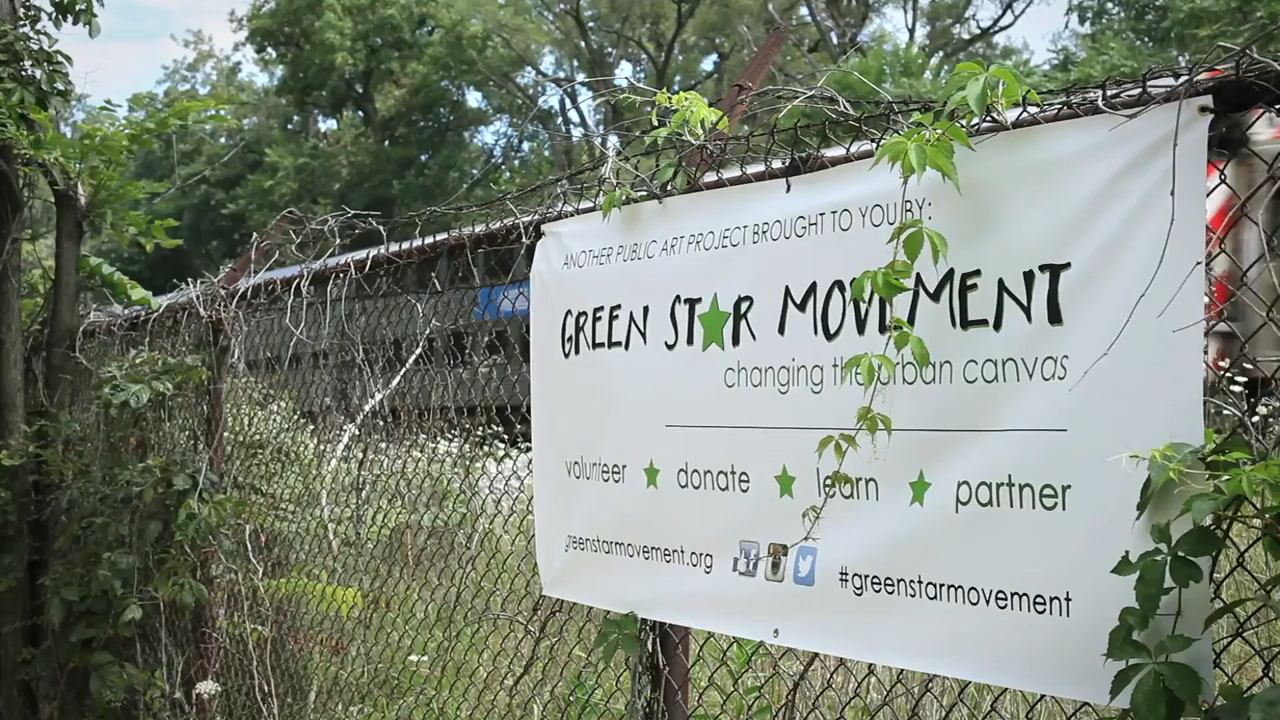 ANOTHER PUBLIC ART PROJECT BROUGHT TO YOU BY:
GREEN STAR MOVEMENT
changing the urban canvas
volunteer ★ donate ★ learn ★ partner
greenstarmovement.org #greenstarmovement